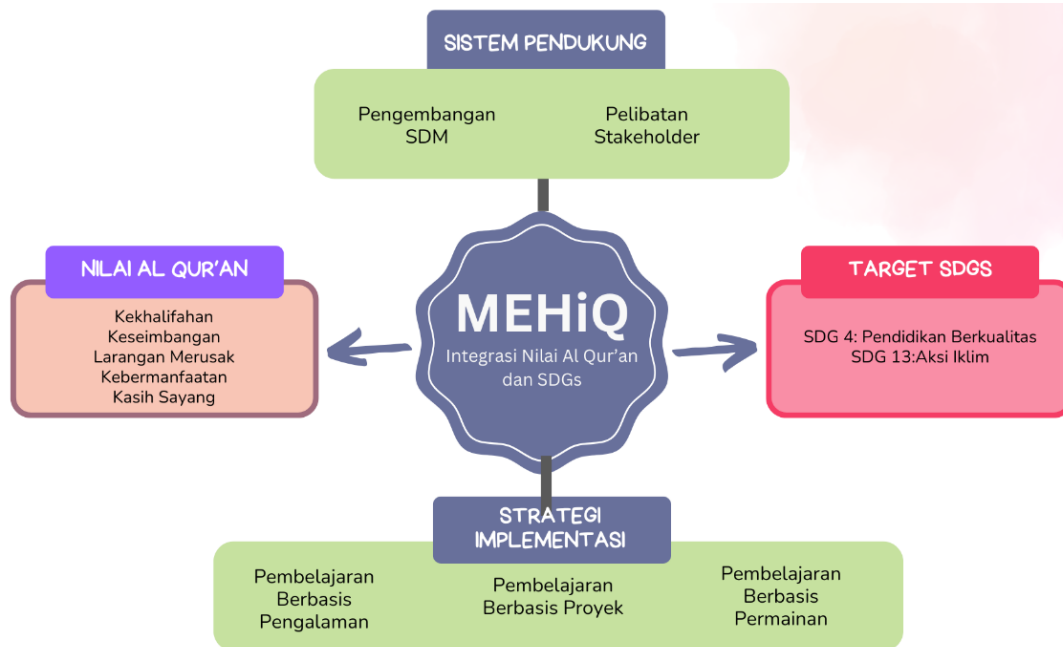 SISTEM PENDUKUNG
Pengembangan
SDM
Pelibatan
Stakeholder
NILAI AL QUR'AN
Kekhalifahan
Keseimbangan
Larangan Merusak
Kebermanfaatan
Kasih Sayang
MEHiQ
Integrasi Nilai Al Qur'an
dan SDGs
TARGET SDGS
SDG 4: Pendidikan Berkualitas
SDG 13:Aksi Iklim
STRATEGI
IMPLEMENTASI
Pembelajaran
Berbasis
Pengalaman
Pembelajaran
Berbasis Proyek
Pembelajaran
Berbasis
Permainan